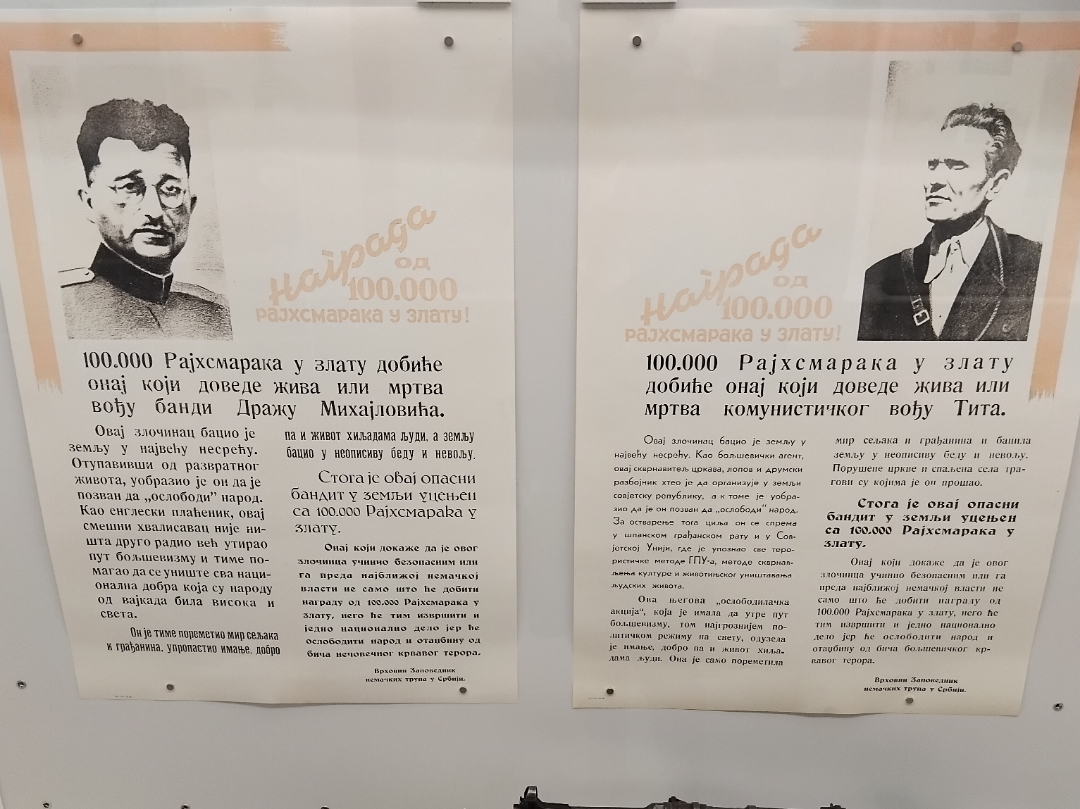 Награда
од
100.000
РАЈХСМАРАКА У ЗЛАТУ!
100.000 Рајхсмарака у злату добиће
онај који доведе жива или мртва
вођу банди Дражу Михајловића.
Овај злочинац бацио је
земљу у највећу несрећу.
Отупавивши од развратног
живота, уобразио је он да је
позван да „ослободи” народ.
Као енглески плаћеник, овај
смешни хвалисавац није ни-
шта друго радио већ утирао
пут бољшевизму и тиме по-
магао да се униште сва наци-
онална добра која су народу
од вајкада била висока и
света.
Он је тиме пореметио мир сељака
и грађанина, упропастио имање, добро
па и живот хиљадама људи, а земљу
бацио у неописиву беду и невољу.
Стога је овај опасни
бандит у земљи уцењен
са 100.000 Рајхсмарака у
злату.
Онај који докаже да је овог
злочинца учинио безопасним или
га преда најближој немачкој
власти не само што ће добити
награду од 100.000 Рајхсмарака у
злату, него ће тим извршити и
једно национално дело јер ће
ослободити народ и отаџбину од
бича нечовечног крвавог терора.
Врховни Заповедник
немачких трупа у Србији.
Награда
од
100.000
РАЈХСМАРАКА У ЗЛАТУ!
100.000 Рајхсмарака у злату
добиће онај који доведе жива или
мртва комунистичког вођу Тита.
Овај злочинац бацио је земљу у
највећу несрећу. Као бољшевички агент,
овај скврнавитељ цркава, лопов и друмски
разбојник хтео је да организује у земљи
совјетску републику, а к томе је уобра-
зио да је он позван да „ослободи” народ.
За остварење тога циља он се спрема
у шпанском грађанском рату и у Сов-
јетској Унији, где је упознао све теро-
ристичке методе ГПУ-а, методе сквриав-
љења културе и животињског уништавања
људских живота.
Ова његова „ослободилачка
акција”, која је имала да утре пут
бољшевизму, том најгрознијем по-
литичком режиму на свету, одузела
је имање, добро па и живот хиља-
дама људи. Она је само пореметила
мир сељака и грађанина и бацила
земљу у неописиву беду и невољу.
Порушене цркве и спаљена села тра-
гови су којима је он прошао.
Стога је овај опасни
бандит у земљи уцењен
са 100.000 Рајхсмарака у
злату.
Онај који докаже да је овог
злочинца учинио безопасним или га
преда најближој немачкој власти не
само што ће добити награду од
100.000 Рајхсмарака у злату, него ће
тим извршити и једно национално
дело јер ће ослободити народ и
отаџбину од бича бољшевичког кр-
вавог терора.
Врховни Заповедник
немачких трупа у Србији.